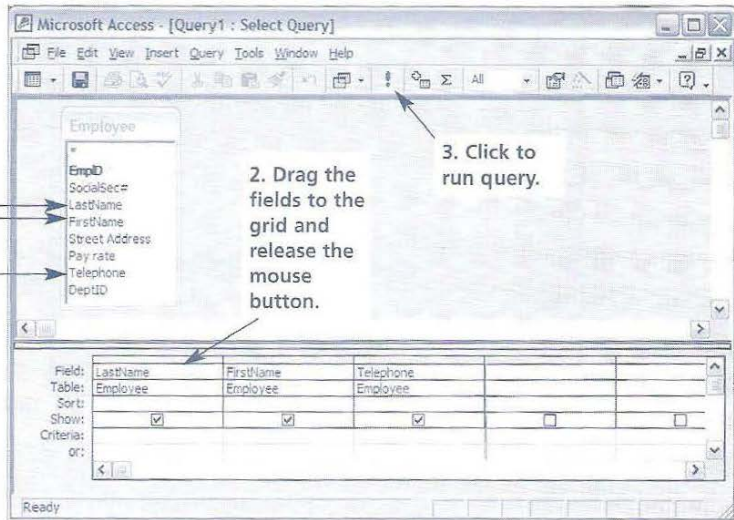 Microsoft Access - [Query1 : Select Query]
File Edit View Insert Query Tools Window Help
Σ All
Employee
*
EmpID
SocialSec#
LastName
FirstName
Street Address
Pay rate
Telephone
DeptID
2. Drag the
fields to the
grid and
release the
mouse
button.
3. Click to
run query.
Field: LastName FirstName Telephone
Table: Employee Employee Employee
Sort:
Show:
Criteria:
or:
Ready